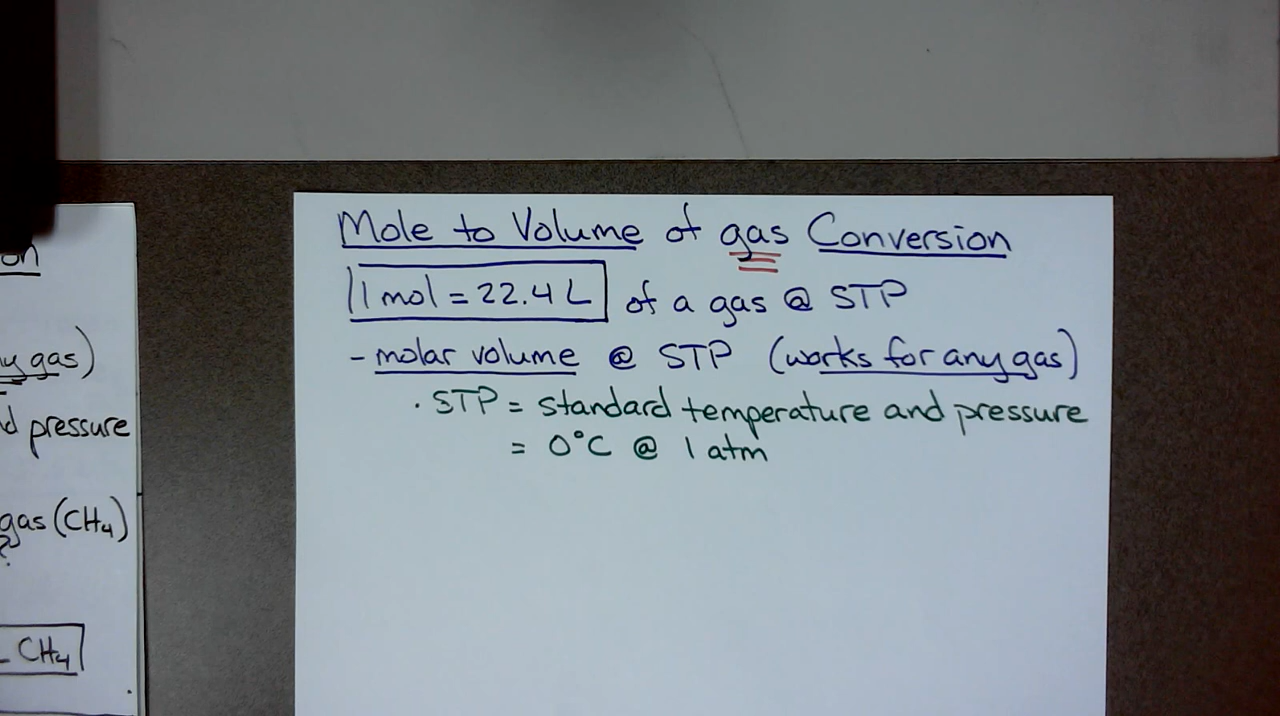 Mole to Volume of gas Conversion
1 mol = 22.4 L of a gas @ STP
- molar volume @ STP (works for any gas)
· STP = standard temperature and pressure
= 0°C @ 1 atm
on
ny gas)
d pressure
gas (CH₄)
?
CH₄